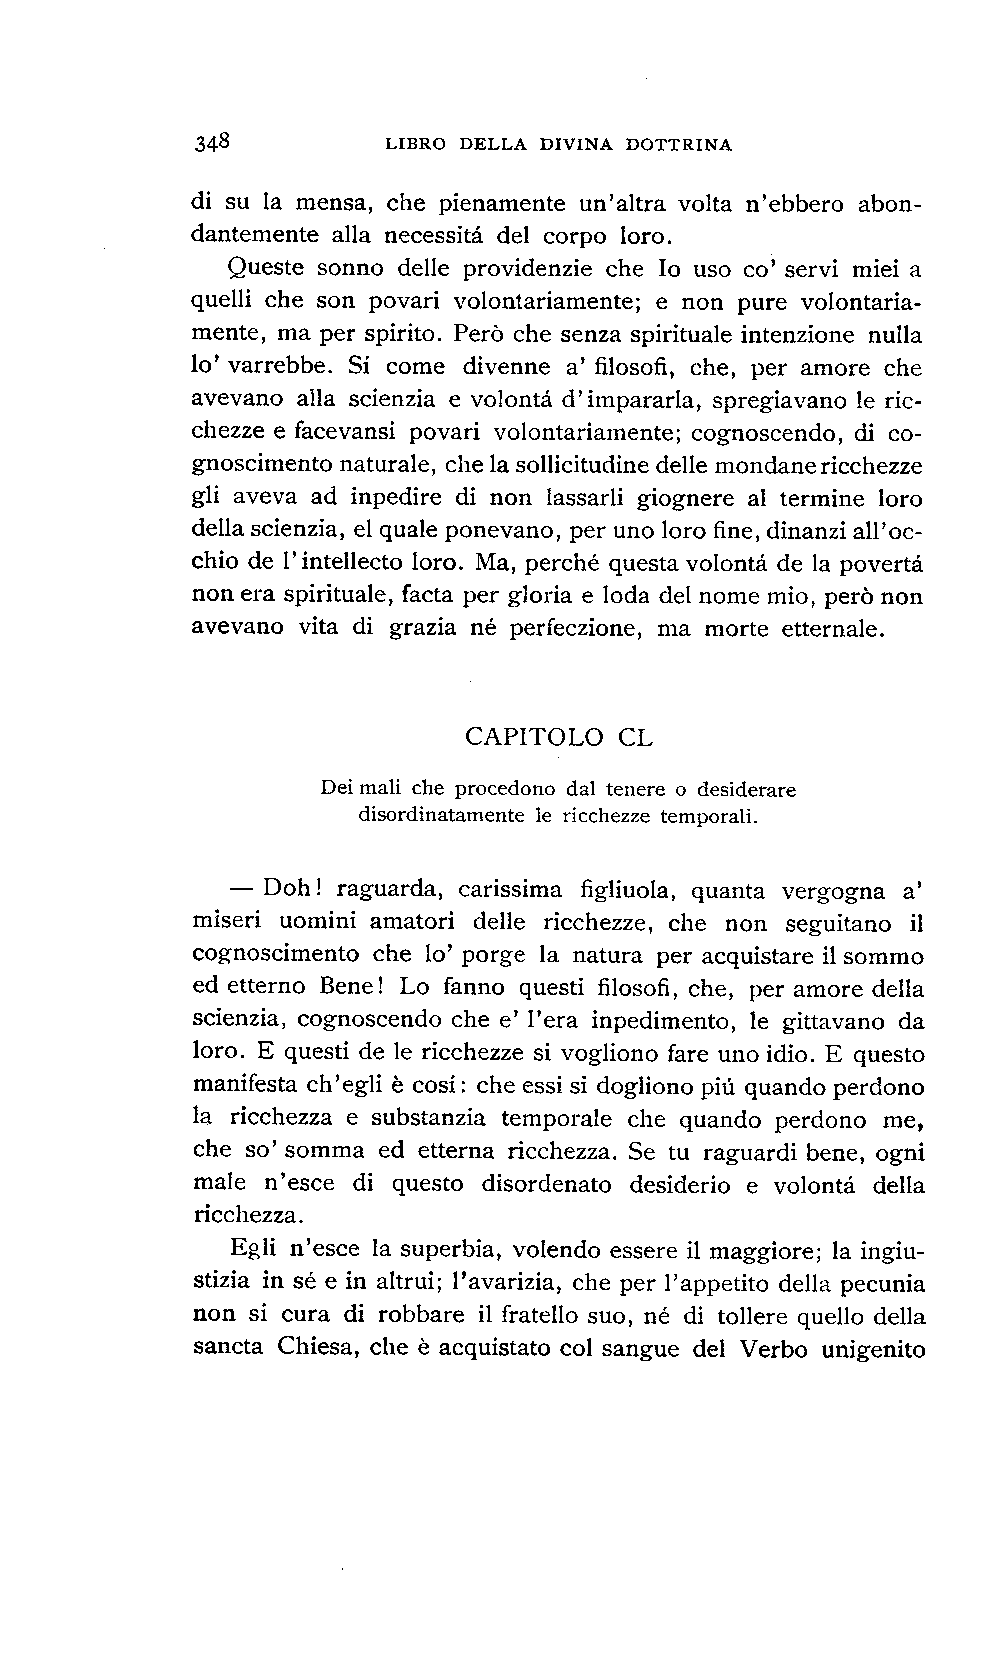 348 LIBRO DELLA DIVINA DOTTRINA
di su la mensa, che pienamente un'altra volta n'ebbero abon-
dantemente alla necessitá del corpo loro.
Queste sonno delle providenzie che Io uso co' servi miei a
quelli che son povari volontariamente; e non pure volontaria-
mente, ma per spirito. Però che senza spirituale intenzione nulla
lo' varrebbe. Sí come divenne a' filosofi, che, per amore che
avevano alla scienzia e volontá d'impararla, spregiavano le ric-
chezze e facevansi povari volontariamente; cognoscendo, di co-
gnoscimento naturale, che la sollicitudine delle mondane ricchezze
gli aveva ad inpedire di non lassarli giognere al termine loro
della scienzia, el quale ponevano, per uno loro fine, dinanzi all'oc-
chio de l'intellecto loro. Ma, perché questa volontá de la povertá
non era spirituale, facta per gloria e loda del nome mio, però non
avevano vita di grazia né perfeczione, ma morte etternale.
CAPITOLO CL
Dei mali che procedono dal tenere o desiderare
disordinatamente le ricchezze temporali.
— Doh! raguarda, carissima figliuola, quanta vergogna a'
miseri uomini amatori delle ricchezze, che non seguitano il
cognoscimento che lo' porge la natura per acquistare il sommo
ed etterno Bene! Lo fanno questi filosofi, che, per amore della
scienzia, cognoscendo che e' l'era inpedimento, le gittavano da
loro. E questi de le ricchezze si vogliono fare uno idio. E questo
manifesta ch'egli è cosí: che essi si dogliono piú quando perdono
la ricchezza e substanzia temporale che quando perdono me,
che so' somma ed etterna ricchezza. Se tu raguardi bene, ogni
male n'esce di questo disordenato desiderio e volontá della
ricchezza.
Egli n'esce la superbia, volendo essere il maggiore; la ingiu-
stizia in sé e in altrui; l'avarizia, che per l'appetito della pecunia
non si cura di robbare il fratello suo, né di tollere quello della
sancta Chiesa, che è acquistato col sangue del Verbo unigenito